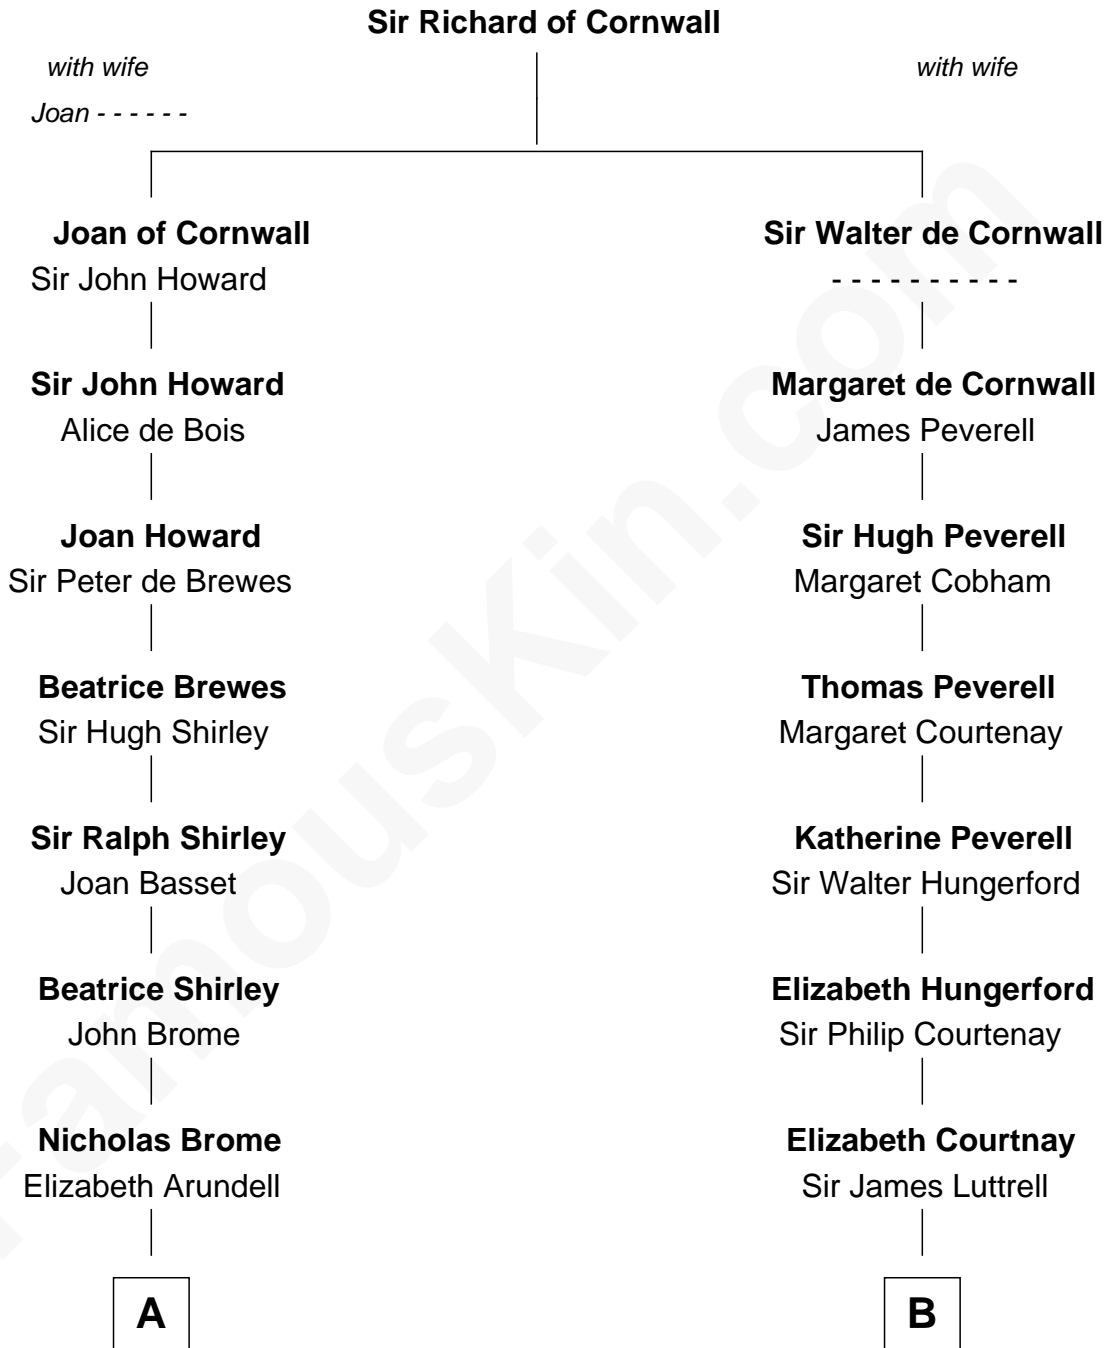 Sir Richard of Cornwall
with wife
with wife
Joan - - - - - -
Joan of Cornwall
Sir John Howard
Sir Walter de Cornwall
- - - - - - - - - -
Sir John Howard
Alice de Bois
Margaret de Cornwall
James Peverell
Joan Howard
Sir Peter de Brewes
Sir Hugh Peverell
Margaret Cobham
Beatrice Brewes
Sir Hugh Shirley
Thomas Peverell
Margaret Courtenay
Sir Ralph Shirley
Joan Basset
Katherine Peverell
Sir Walter Hungerford
Beatrice Shirley
John Brome
Elizabeth Hungerford
Sir Philip Courtenay
Nicholas Brome
Elizabeth Arundell
Elizabeth Courtnay
Sir James Luttrell
A
B
FamousKin.com